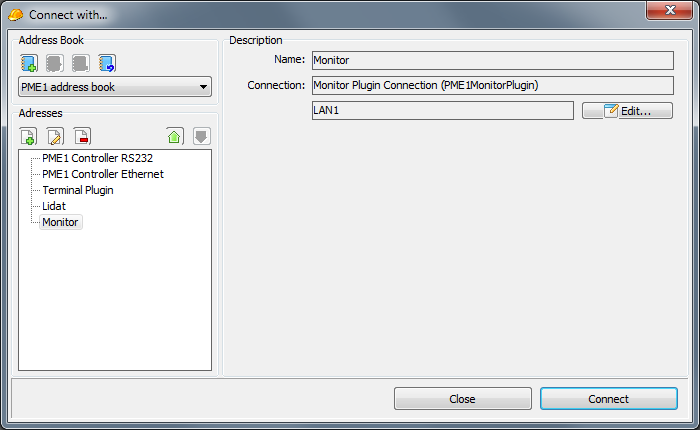 Connect with...
Address Book
PME1 address book
Adresses
PME1 Controller RS232
PME1 Controller Ethernet
Terminal Plugin
Lidat
Monitor
Description
Name: Monitor
Connection: Monitor Plugin Connection (PME1MonitorPlugin)
LAN1 Edit...
Close Connect